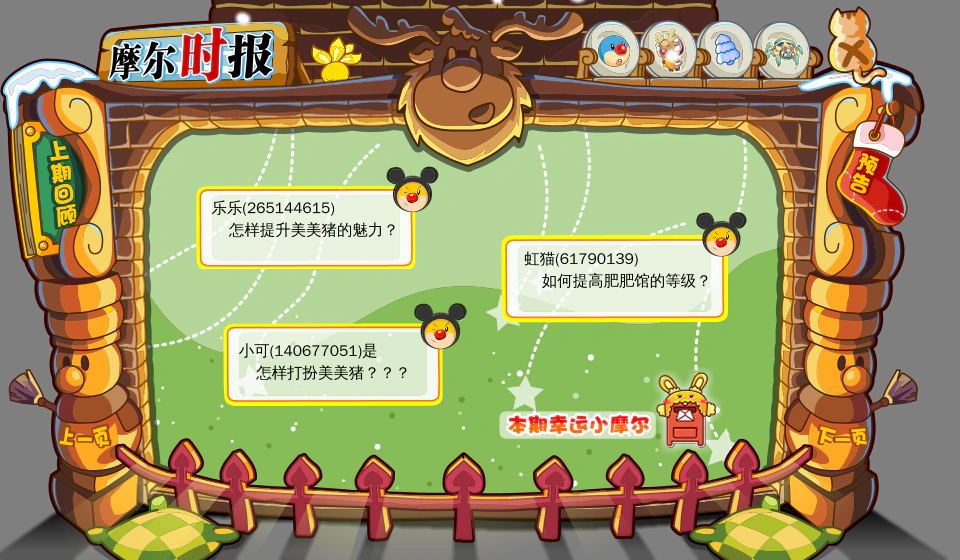 摩尔时报
上期回顾
预告
乐乐(265144615)
怎样提升美美猪的魅力？
虹猫(61790139)
如何提高肥肥馆的等级？
小可(140677051)是
怎样打扮美美猪？？？
本期幸运小摩尔
上一页
下一页